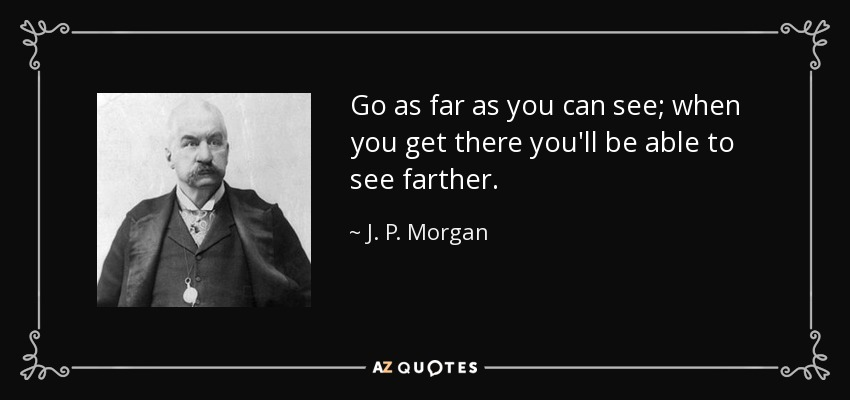 Go as far as you can see; when
you get there you'll be able to
see farther.
~ J. P. Morgan
AZ QUOTES